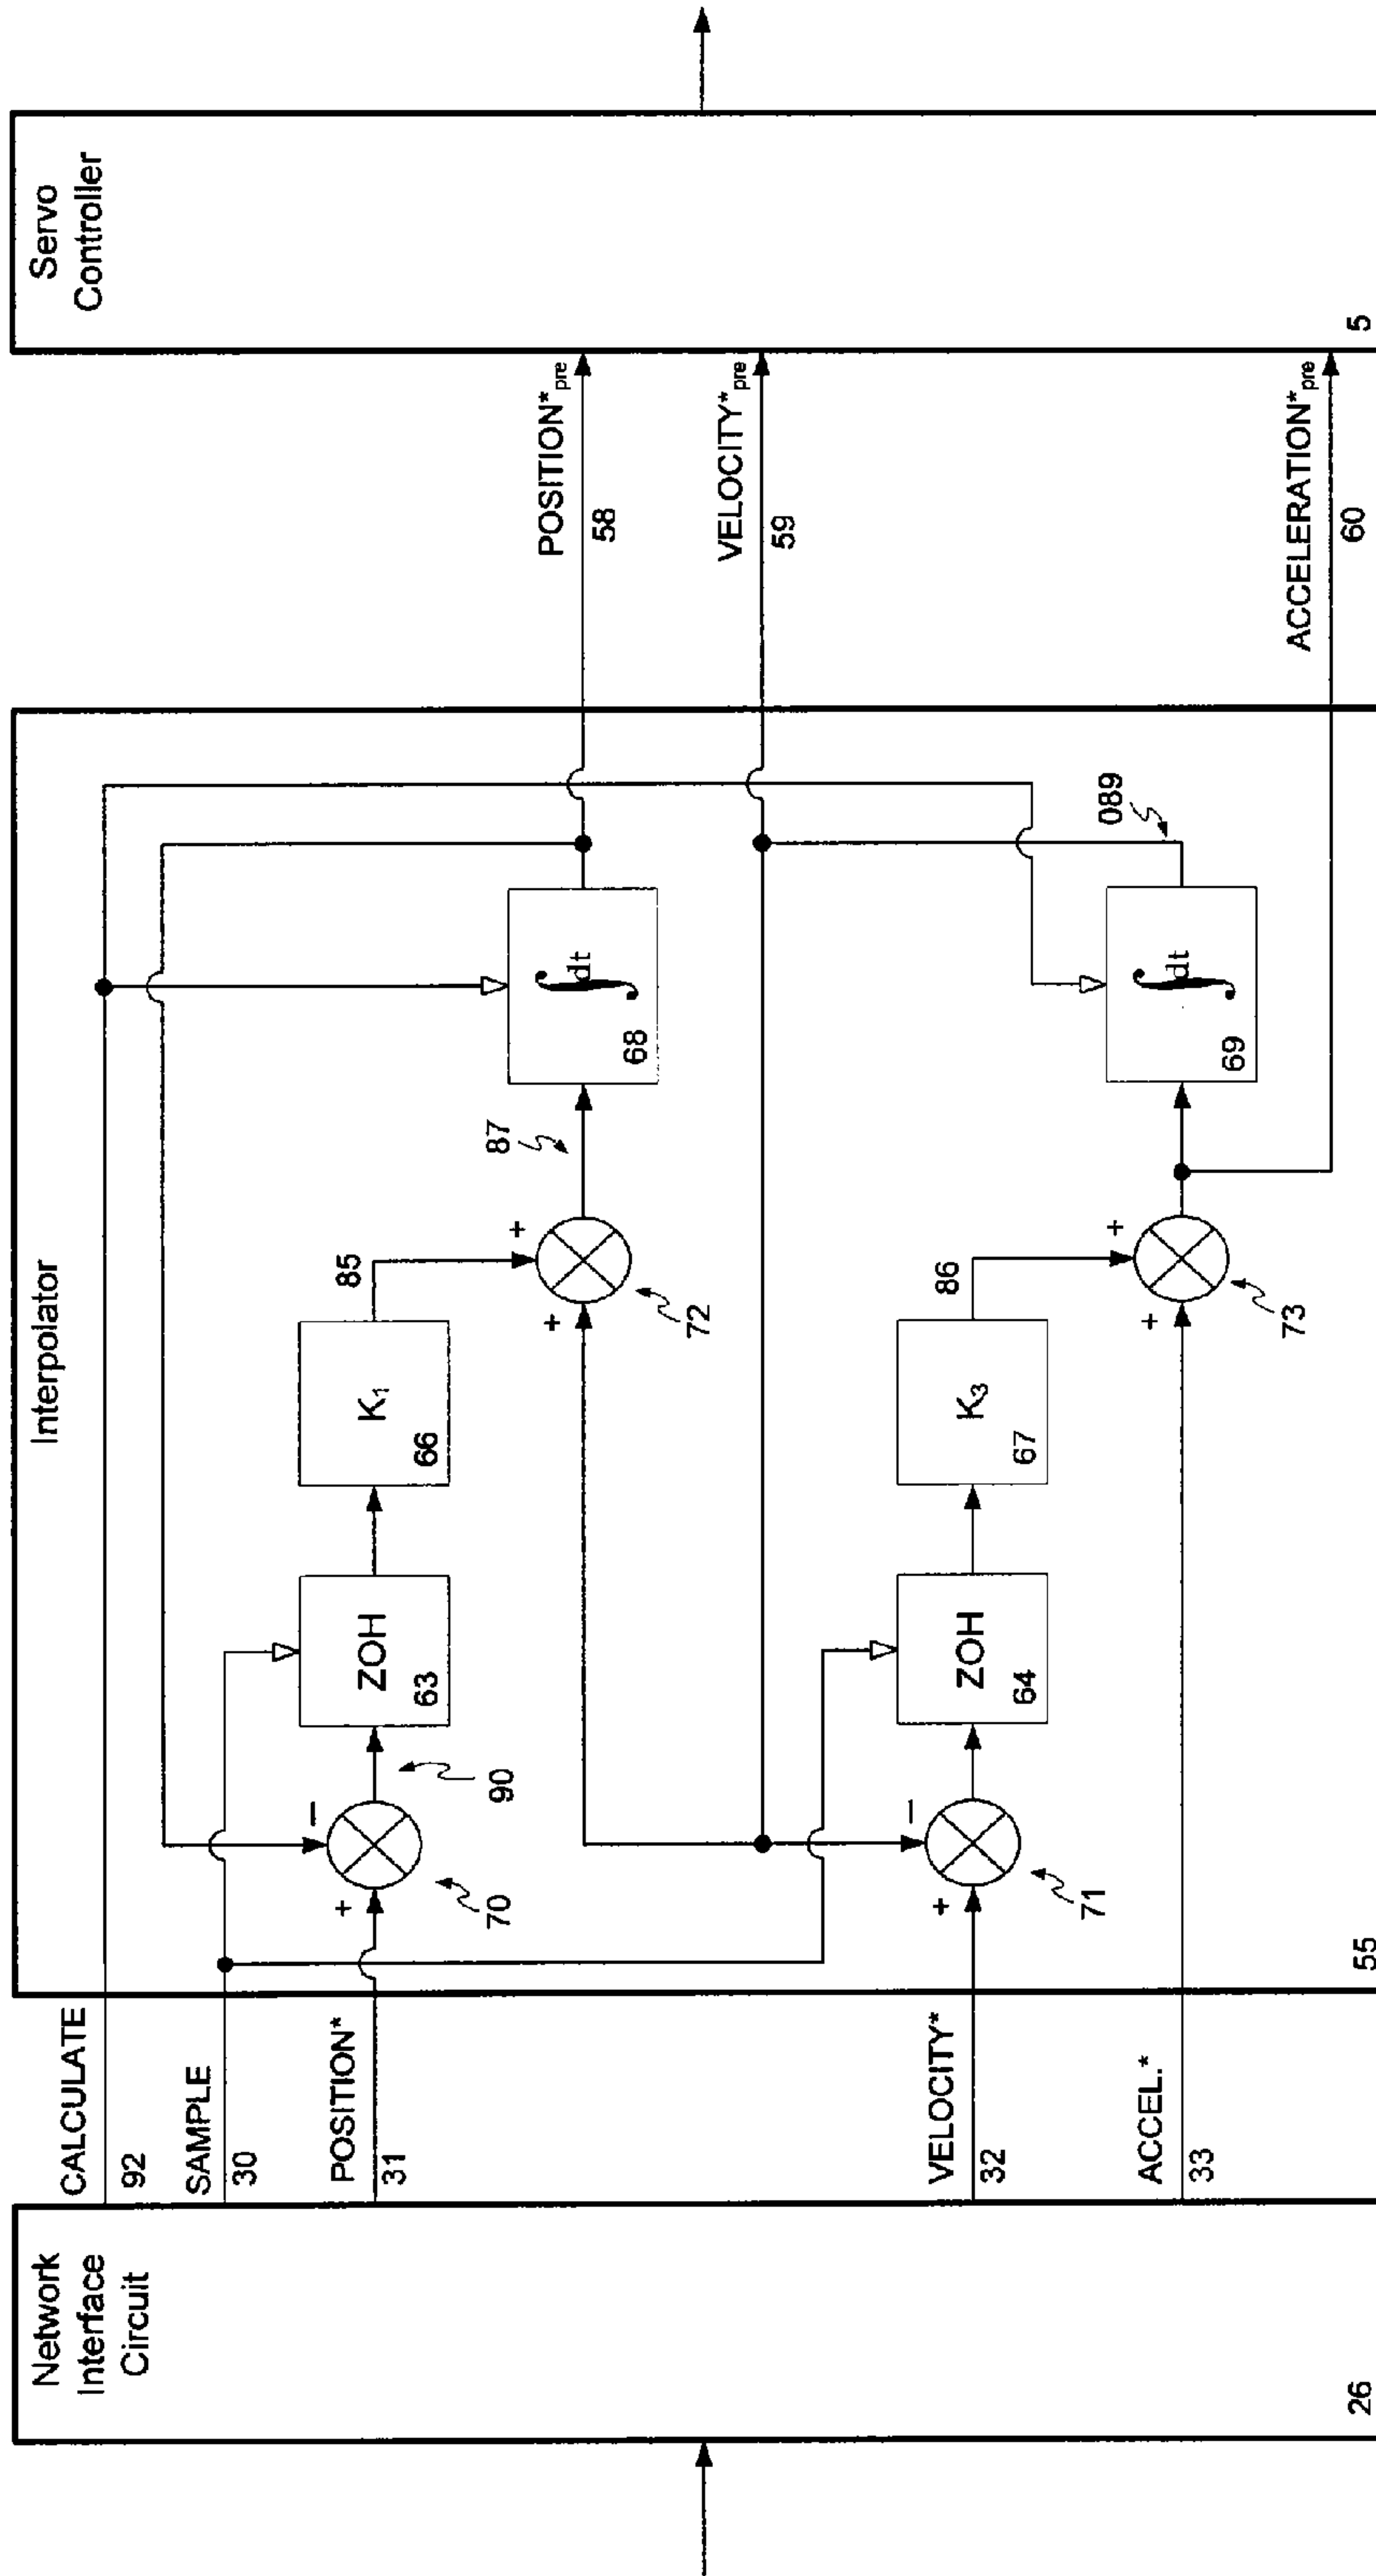 Network
Interface
Circuit
26
CALCULATE
92
SAMPLE
30
POSITION*
31
VELOCITY*
32
ACCEL.*
33
Interpolator
55
+
−
70
90
ZOH
63
K₁
66
85
+
+
72
87
∫dt
68
+
−
71
ZOH
64
K₃
67
86
+
+
73
∫dt
69
089
POSITION*pre
58
VELOCITY*pre
59
ACCELERATION*pre
60
Servo
Controller
5